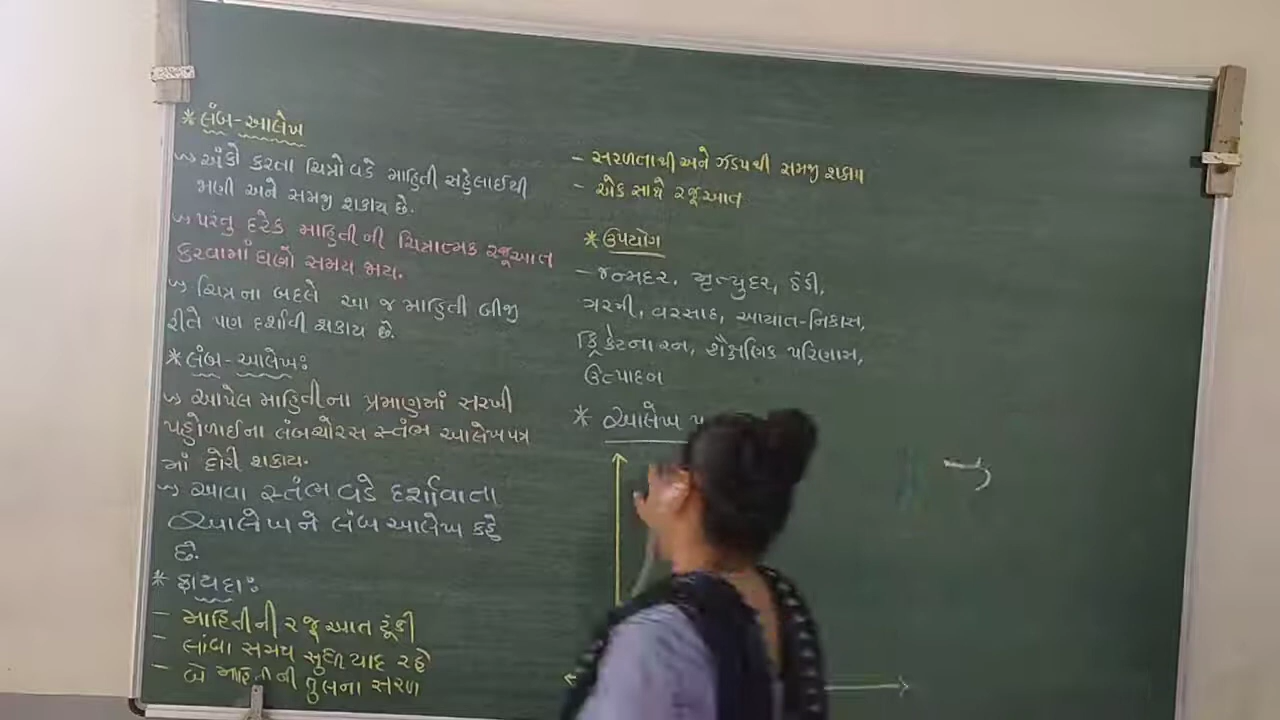 * લંબ-આલેખ
→ અંકો કરતા ચિત્રો વડે માહિતી સહેલાઈથી
ભણી અને સમજી શકાય છે.
→ પરંતુ દરેક માહિતી ની ચિત્રાત્મક રજૂઆત
કરવામાં ઘણો સમય જાય.
→ ચિત્ર ના બદલે આ જ માહિતી બીજી
રીતે પણ દર્શાવી શકાય છે.
* લંબ-આલેખ:
→ આપેલ માહિતી ના પ્રમાણમાં સરખી
પહોળાઈના લંબચોરસ સ્તંભ આલેખપત્ર
માં દોરી શકાય.
→ આવા સ્તંભ વડે દર્શાવાતા
આલેખ ને લંબ આલેખ કહે
છે.
* ફાયદા:
- માહિતી ની રજૂ આત ટૂંકી
- લાંબા સમય સુધી યાદ રહે
- બે માહિતી ની તુલના સરળ
- સરળતાથી અને ઝડપથી સમજી શકાય
- એક સાથે રજૂઆત
* ઉપયોગ
- જન્મદર, મૃત્યુદર, ઠંડી,
ગરમી, વરસાદ, આયાત-નિકાસ,
ક્રિકેટના રન, શૈક્ષણિક પરિણામ,
ઉત્પાદન
* આલેખ